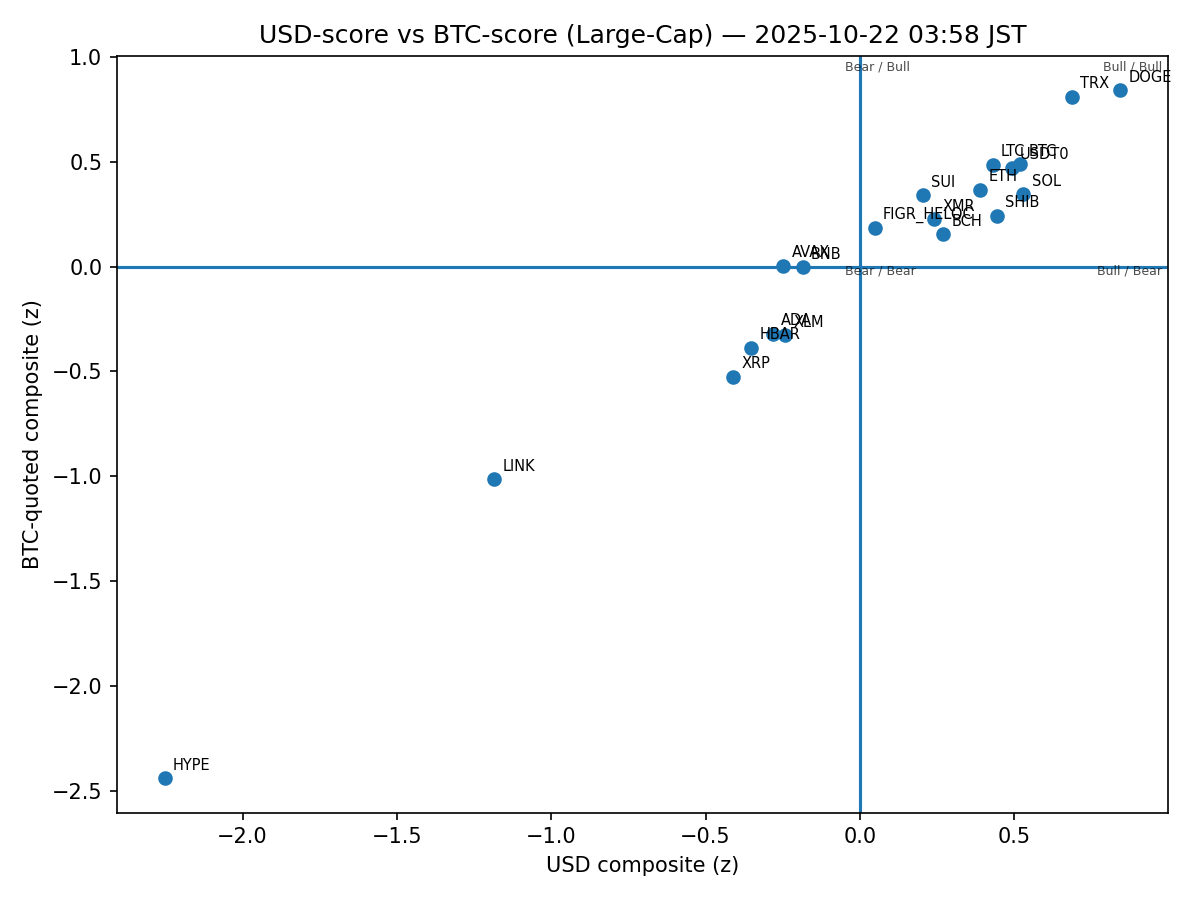 USD-score vs BTC-score (Large-Cap) — 2025-10-22 03:58 JST
Bear / Bull
Bull / Bull
DOGE
TRX
LTC
BTC
USDT0
ETH
SOL
SUI
SHIB
XMR
FIGR_HELOC
BCH
AVAX
BNB
Bear / Bear
Bull / Bear
ADA
XLM
HBAR
XRP
LINK
HYPE
1.0
0.5
0.0
−0.5
−1.0
−1.5
−2.0
−2.5
BTC-quoted composite (z)
−2.0
−1.5
−1.0
−0.5
0.0
0.5
USD composite (z)